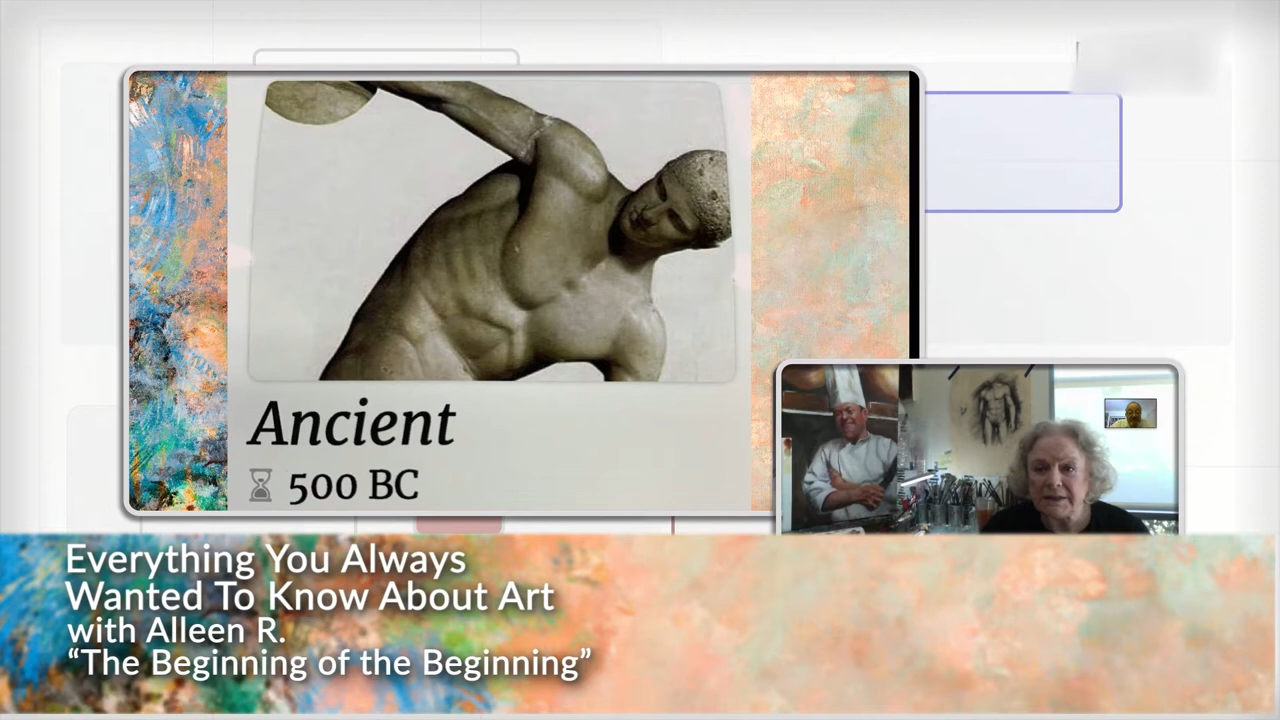 Ancient
500 BC
Everything You Always
Wanted To Know About Art
with Alleen R.
“The Beginning of the Beginning”